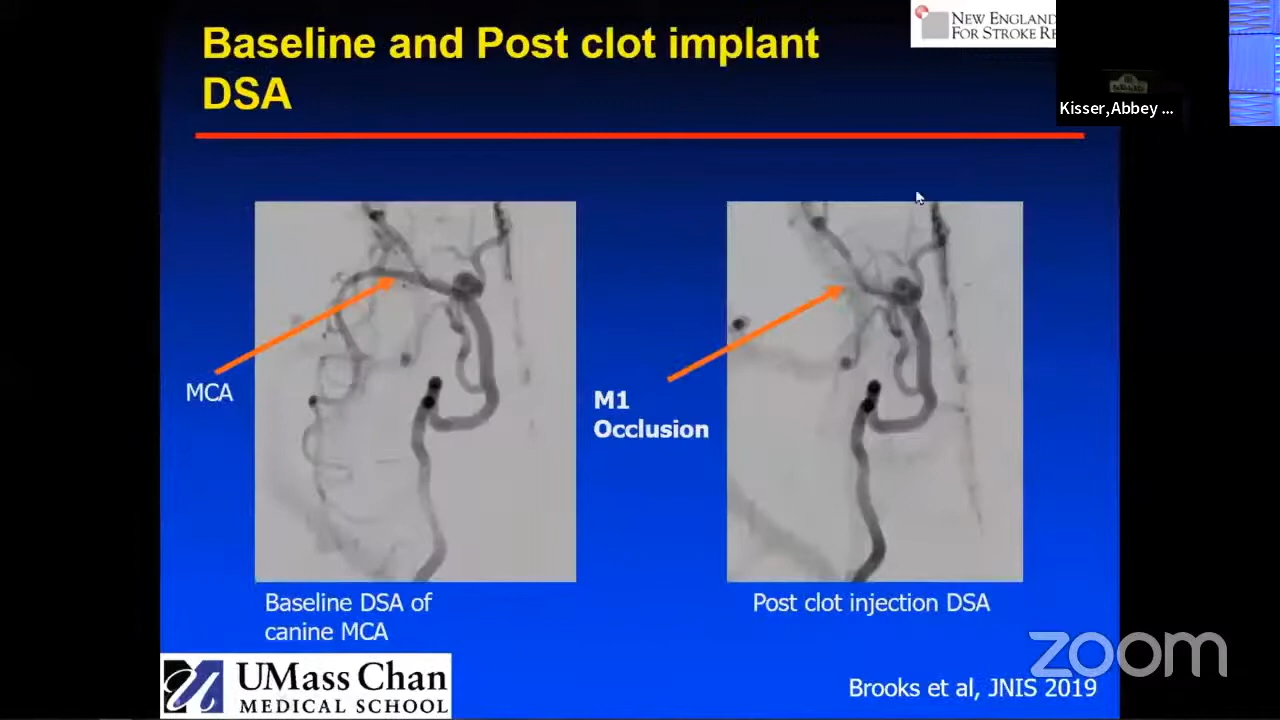 Baseline and Post clot implant
DSA
NEW ENGLAND
FOR STROKE RE
Kisser,Abbey ...
MCA
M1
Occlusion
Baseline DSA of
canine MCA
Post clot injection DSA
zoom
UMass Chan
MEDICAL SCHOOL
Brooks et al, JNIS 2019